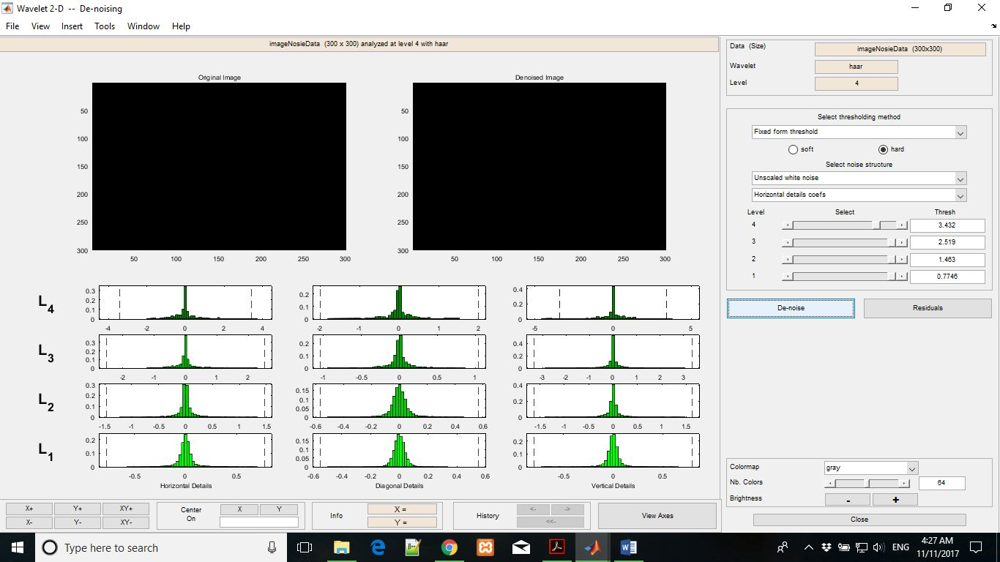 Wavelet 2-D -- De-noising
File View Insert Tools Window Help
imageNosieData (300 x 300) analyzed at level 4 with haar
Original Image
Denoised Image
50
100
150
200
250
300
50 100 150 200 250 300
50
100
150
200
250
300
50 100 150 200 250 300
L4
0.3
0.2
0.1
0
-4 -2 0 2 4
0.2
0.1
0
-2 -1 0 1 2
0.4
0.2
0
-5 0 5
L3
0.3
0.2
0.1
0
-2 -1 0 1 2
0.2
0.1
0
-1 -0.5 0 0.5 1
0.4
0.2
0
-3 -2 -1 0 1 2 3
L2
0.3
0.2
0.1
0
-1.5 -1 -0.5 0 0.5 1 1.5
0.15
0.1
0.05
0
-0.6 -0.4 -0.2 0 0.2 0.4 0.6
0.4
0.2
0
-1.5 -1 -0.5 0 0.5 1 1.5
L1
0.2
0.1
0
-0.5 0 0.5
Horizontal Details
0.15
0.1
0.05
0
-0.6 -0.4 -0.2 0 0.2 0.4 0.6
Diagonal Details
0.2
0.1
0
-0.5 0 0.5
Vertical Details
Data (Size) imageNosieData (300x300)
Wavelet haar
Level 4
Select thresholding method
Fixed form threshold
soft hard
Select noise structure
Unscaled white noise
Horizontal details coefs
Level Select Thresh
4 3.432
3 2.519
2 1.463
1 0.7746
De-noise Residuals
Colormap gray
Nb. Colors 64
Brightness - +
Close
X+ Y+ XY+
X- Y- XY-
Center On X Y
Info X =
Y =
History <- ->
<<-
View Axes
Type here to search
ENG
4:27 AM
11/11/2017